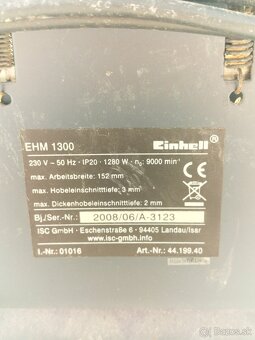 EHM 1300 Einhell®
230 V ~ 50 Hz · IP20 · 1280 W · n₀: 9000 min⁻¹
max. Arbeitsbreite: 152 mm
max. Hobeleinschnitttiefe: 3 mm
max. Dickenhobeleinschnitttiefe: 2 mm
Bj./Ser.-Nr.: 2008/06/A-3123
ISC GmbH · Eschenstraße 6 · 94405 Landau/Isar
www.isc-gmbh.info
I.-Nr.: 01016 Art.-Nr.: 44.199.40
bazos.sk